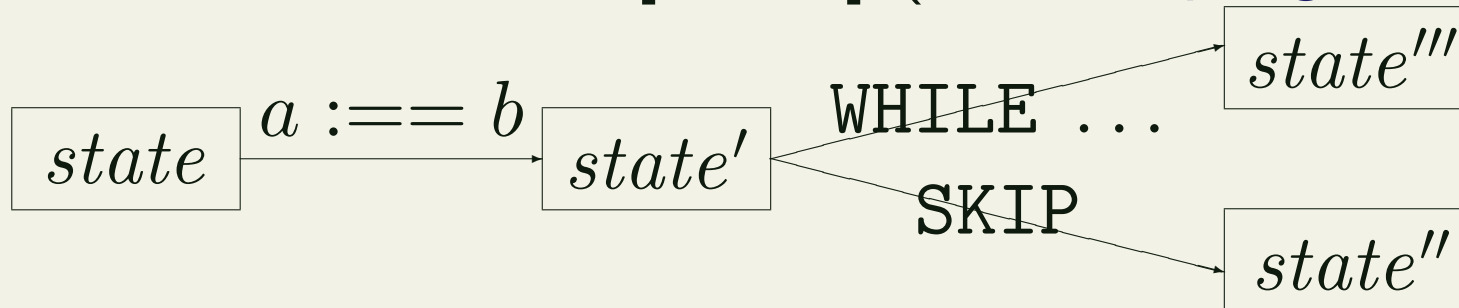 state‴
a :== b
WHILE ...
state
state′
SKIP
state″